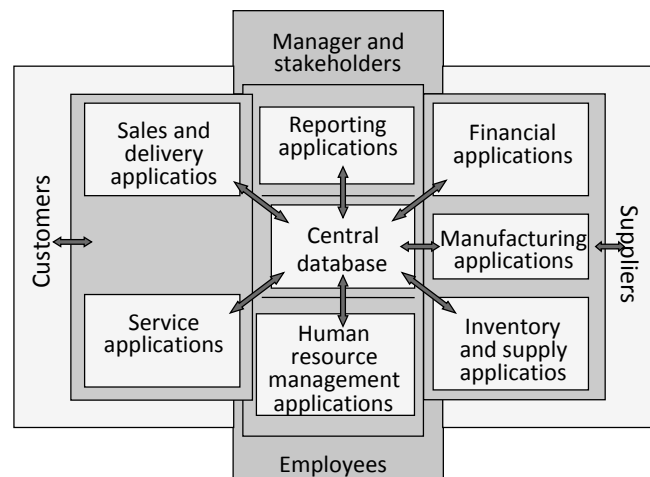 Manager and
stakeholders
Customers
Sales and
delivery
applicatios
Reporting
applications
Financial
applications
Central
database
Manufacturing
applications
Suppliers
Service
applications
Human
resource
management
applications
Inventory
and supply
applicatios
Employees